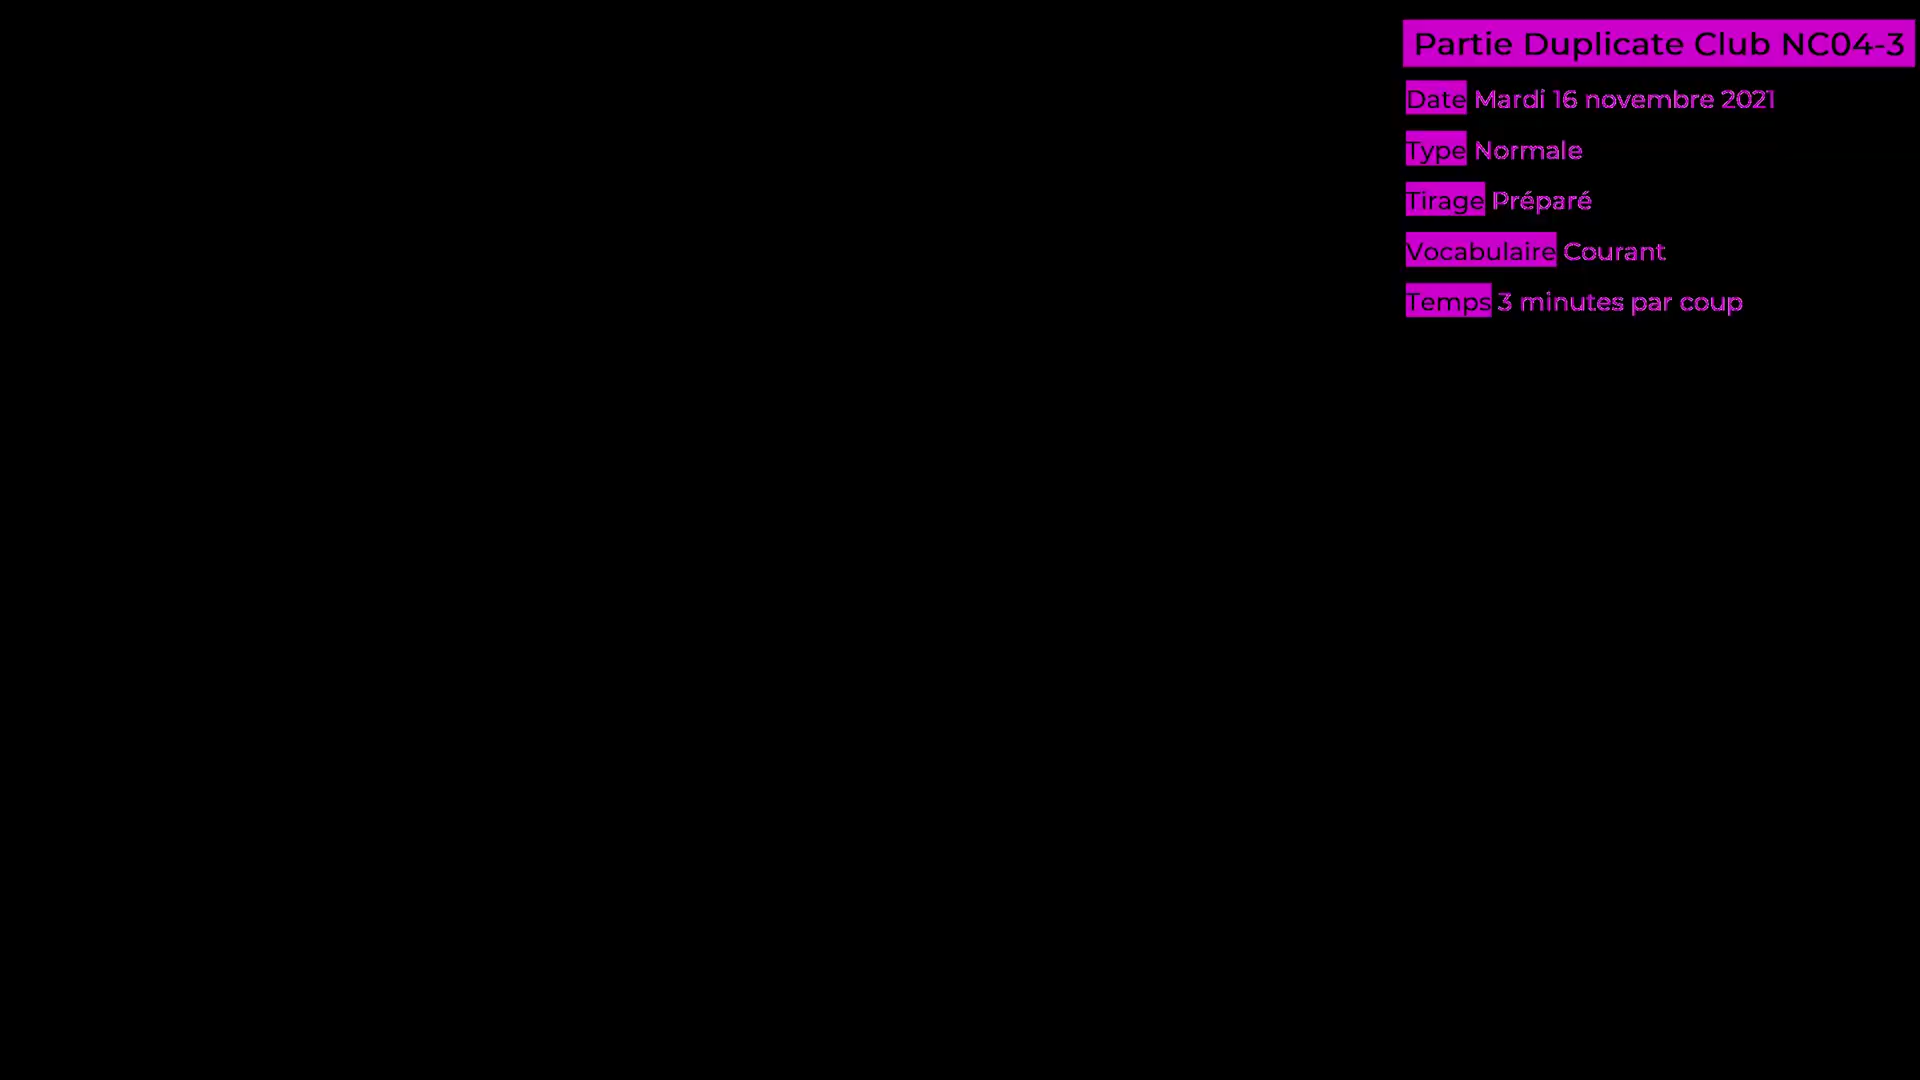 Partie Duplicate Club NC04-3
Date Mardi 16 novembre 2021
Type Normale
Tirage Préparé
Vocabulaire Courant
Temps 3 minutes par coup